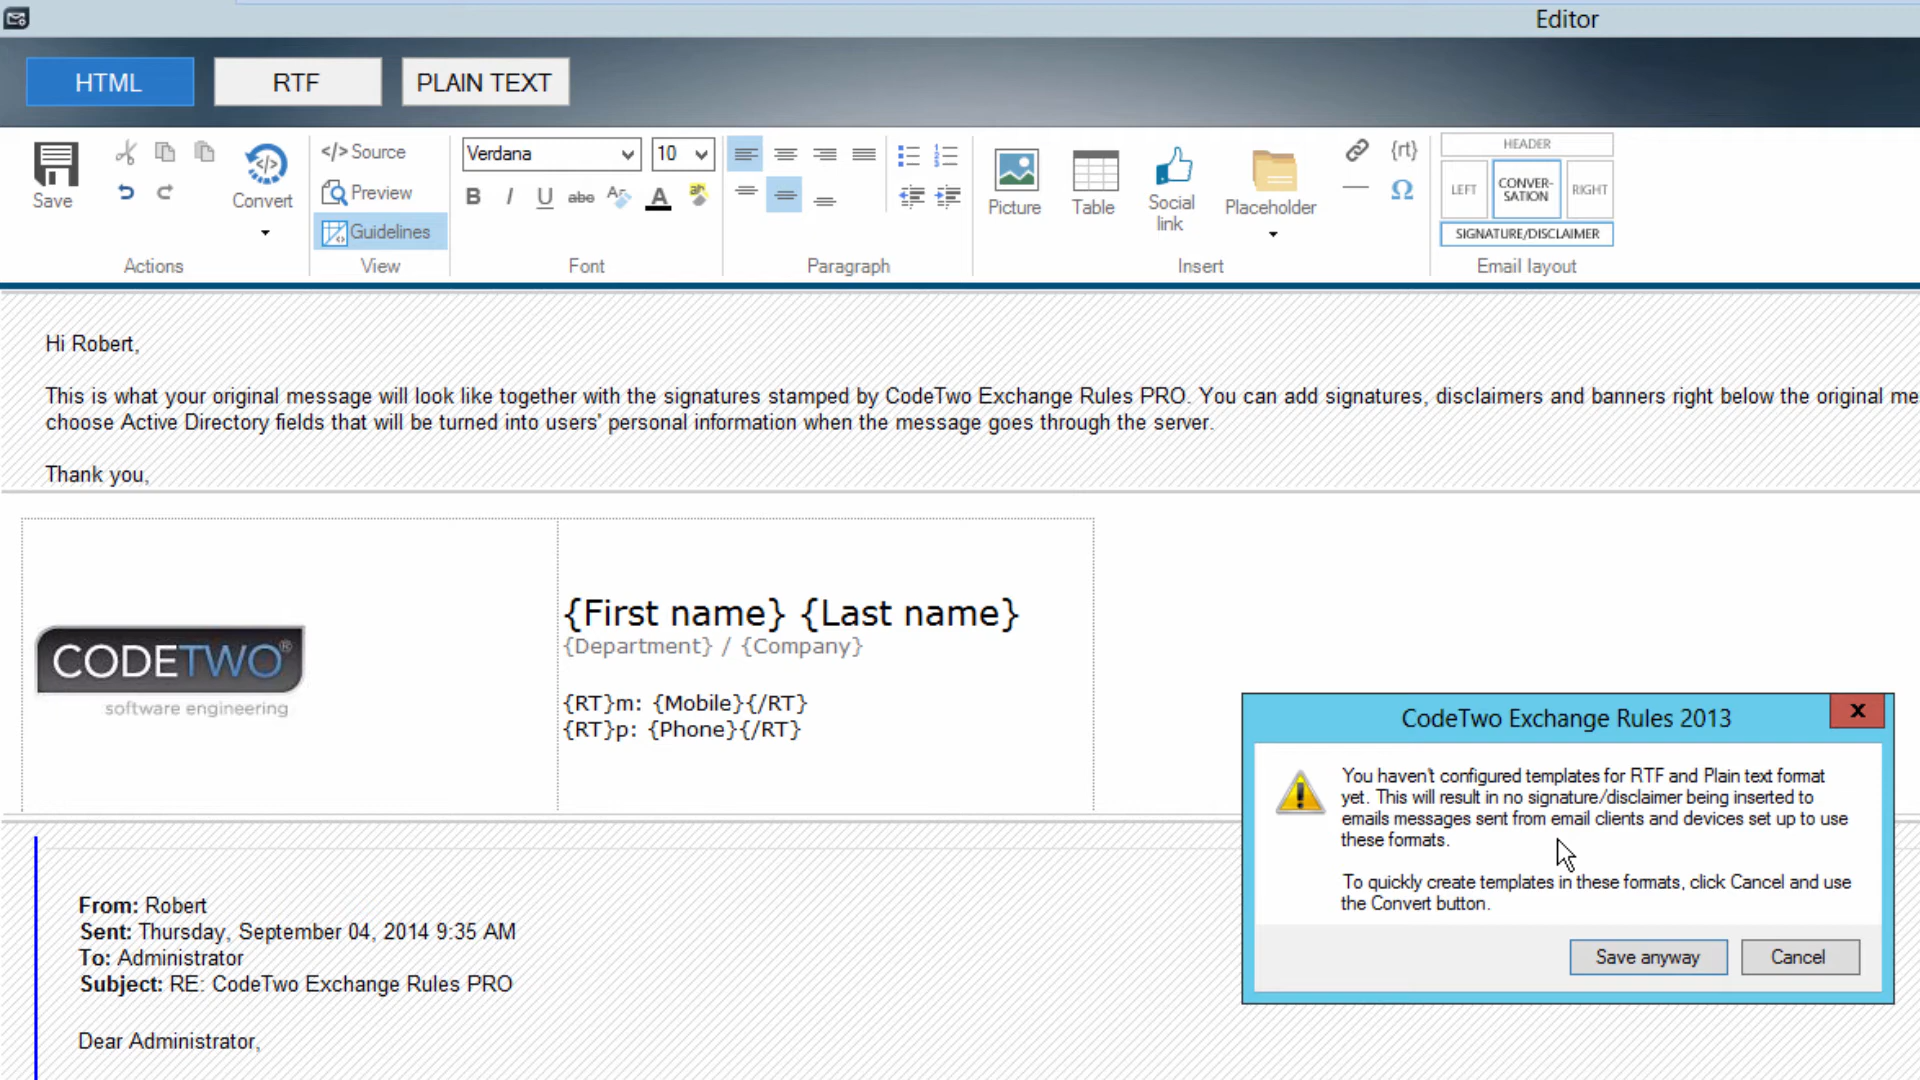 Editor
HTML
RTF
PLAIN TEXT
Save
Convert
</> Source
Preview
Guidelines
Verdana
10
B I U abc A
Picture
Table
Social
link
Placeholder
{rt}
Ω
HEADER
LEFT
CONVER-
SATION
RIGHT
SIGNATURE/DISCLAIMER
Actions
View
Font
Paragraph
Insert
Email layout
Hi Robert,
This is what your original message will look like together with the signatures stamped by CodeTwo Exchange Rules PRO. You can add signatures, disclaimers and banners right below the original me
choose Active Directory fields that will be turned into users' personal information when the message goes through the server.
Thank you,
CODETWO®
software engineering
{First name} {Last name}
{Department} / {Company}
{RT}m: {Mobile}{/RT}
{RT}p: {Phone}{/RT}
CodeTwo Exchange Rules 2013
X
You haven't configured templates for RTF and Plain text format
yet. This will result in no signature/disclaimer being inserted to
emails messages sent from email clients and devices set up to use
these formats.
To quickly create templates in these formats, click Cancel and use
the Convert button.
Save anyway
Cancel
From: Robert
Sent: Thursday, September 04, 2014 9:35 AM
To: Administrator
Subject: RE: CodeTwo Exchange Rules PRO
Dear Administrator,